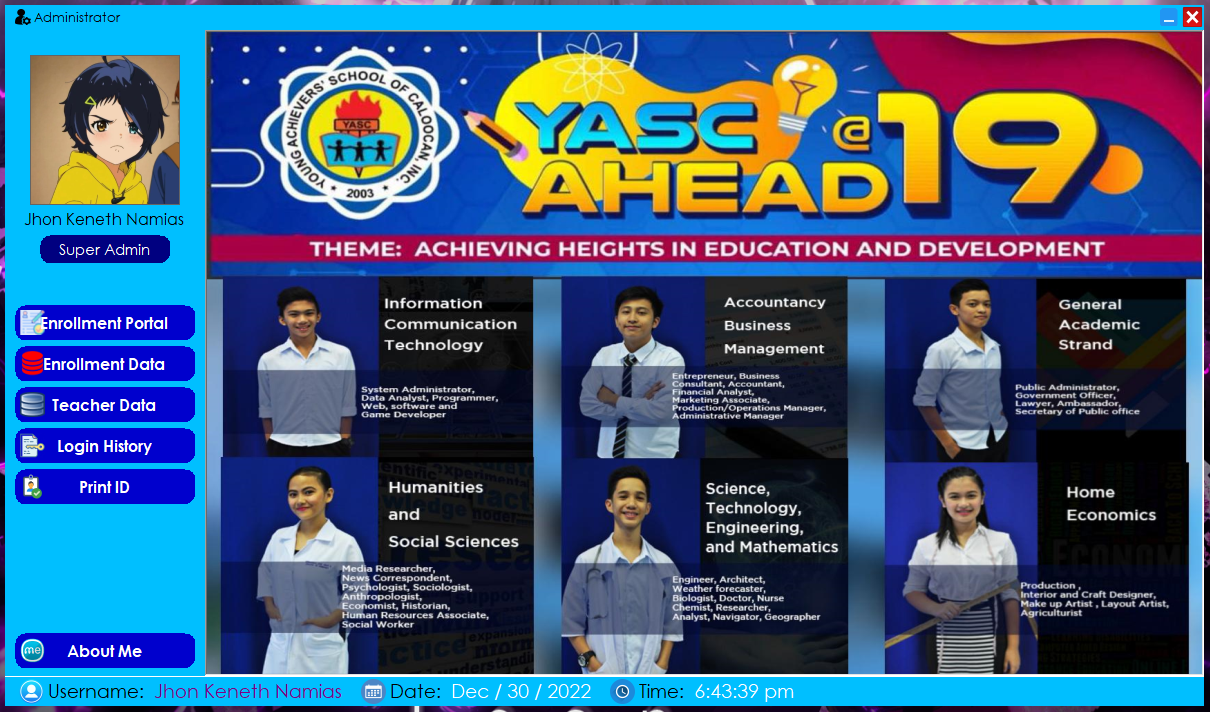 Administrator
Jhon Keneth Namias
Super Admin
Enrollment Portal
Enrollment Data
Teacher Data
Login History
Print ID
me
About Me
YOUNG ACHIEVERS' SCHOOL OF CALOOCAN, INC.
YASC
2003
YASC
@ 19
AHEAD
THEME: ACHIEVING HEIGHTS IN EDUCATION AND DEVELOPMENT
Information
Communication
Technology
System Administrator,
Data Analyst, Programmer,
Web, software and
Game Developer
Accountancy
Business
Management
Entrepreneur, Business
Consultant, Accountant,
Financial Analyst,
Marketing Associate,
Production/Operations Manager,
Administrative Manager
General
Academic
Strand
Public Administrator,
Government Officer,
Lawyer, Ambassador,
Secretary of Public office
Humanities
and
Social Sciences
Media Researcher,
News Correspondent,
Psychologist, Sociologist,
Anthropologist,
Economist, Historian,
Human Resources Associate,
Social Worker
Science,
Technology,
Engineering,
and Mathematics
Engineer, Architect,
Weather forecaster,
Biologist, Doctor, Nurse
Chemist, Researcher,
Analyst, Navigator, Geographer
Home
Economics
Production ,
Interior and Craft Designer,
Make up Artist , Layout Artist,
Agriculturist
Username: Jhon Keneth Namias Date: Dec / 30 / 2022 Time: 6:43:39 pm